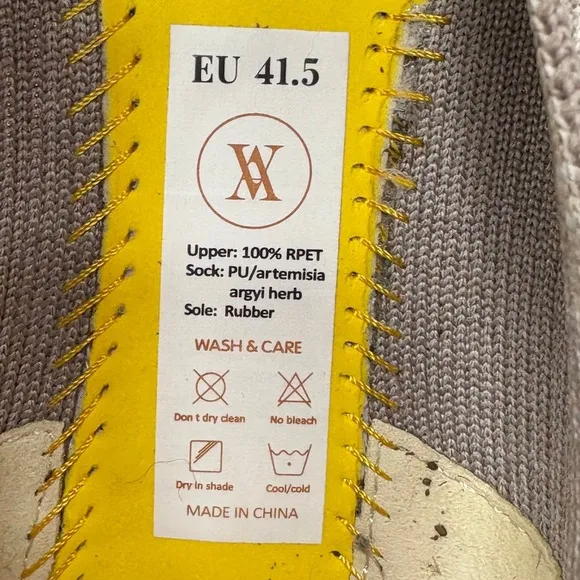 EU 41.5
VA
Upper: 100% RPET
Sock: PU/artemisia
argyi herb
Sole: Rubber
WASH & CARE
Don t dry clean
No bleach
Dry in shade
Cool/cold
MADE IN CHINA